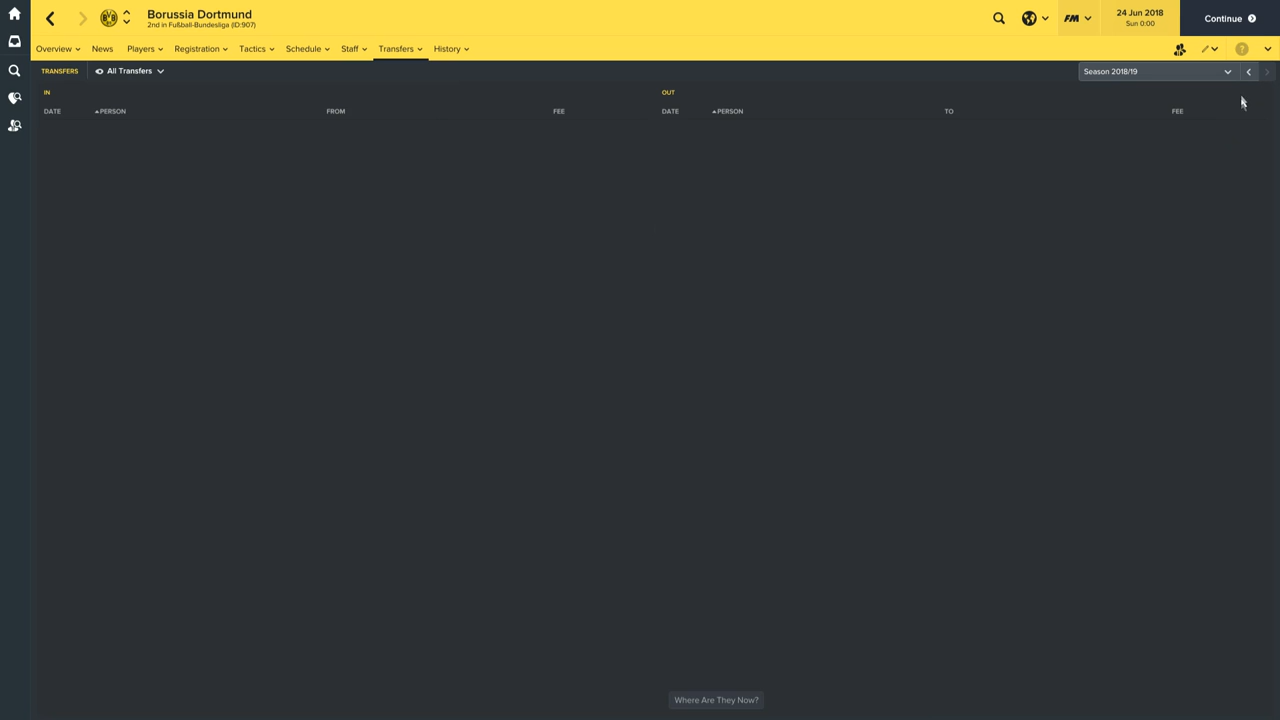 Borussia Dortmund
2nd in Fußball-Bundesliga (ID:907)
FM
24 Jun 2018
Sun 0:00
Continue
Overview
News
Players
Registration
Tactics
Schedule
Staff
Transfers
History
?
TRANSFERS
All Transfers
Season 2018/19
IN
OUT
DATE PERSON FROM FEE
DATE PERSON TO FEE
Where Are They Now?